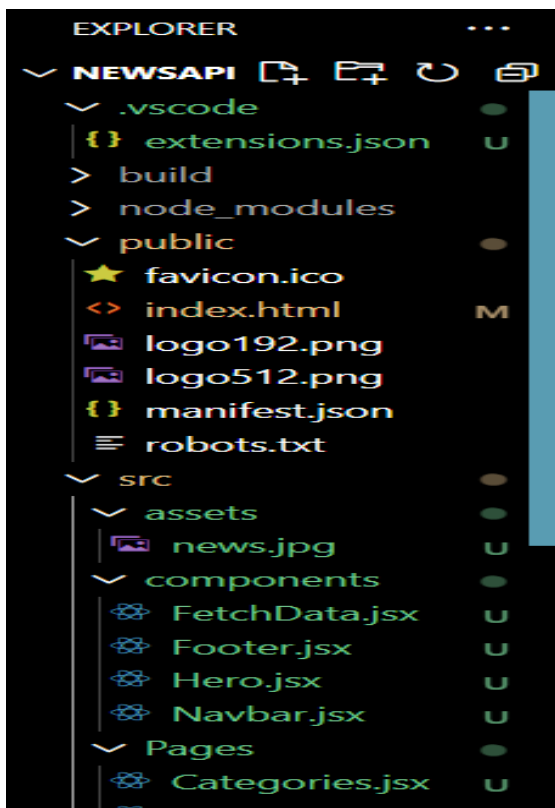 EXPLORER
NEWSAPI
.vscode
{} extensions.json U
build
node_modules
public
favicon.ico
<> index.html M
logo192.png
logo512.png
{} manifest.json
robots.txt
src
assets
news.jpg U
components
FetchData.jsx U
Footer.jsx U
Hero.jsx U
Navbar.jsx U
Pages
Categories.jsx U